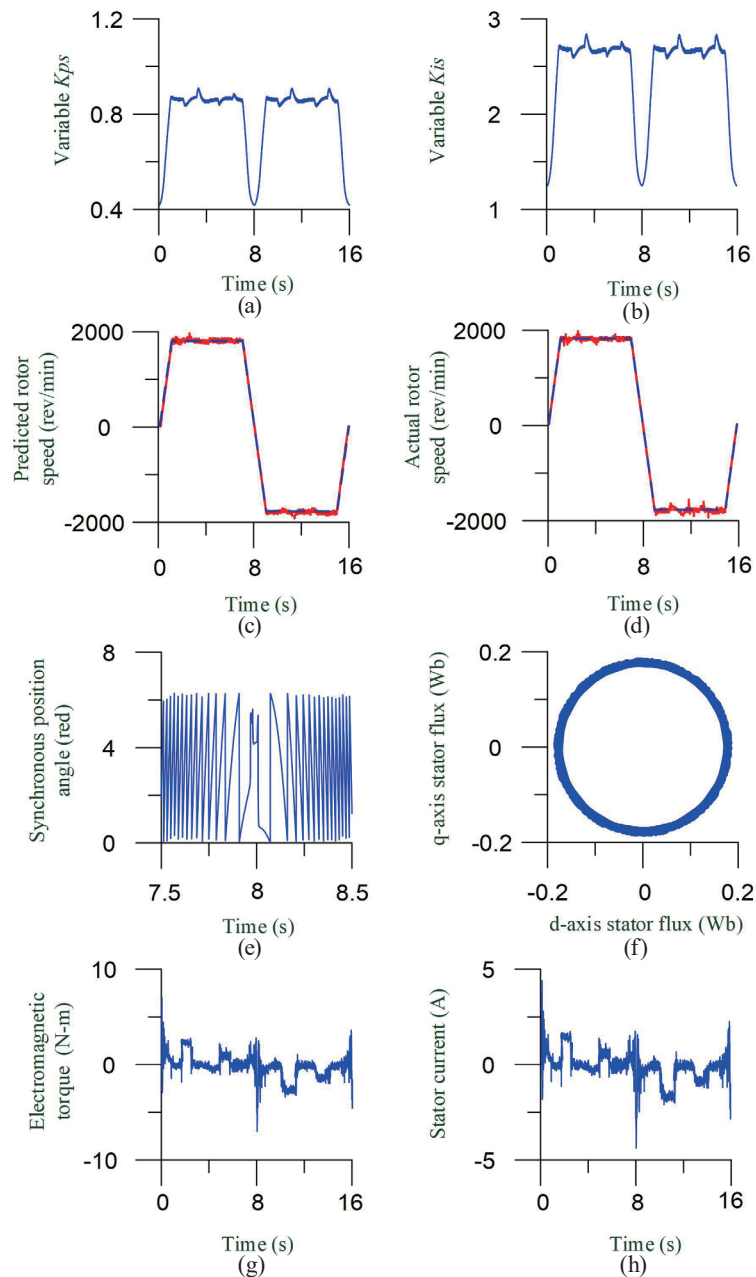 1.2
0.8
0.4
Variable Kps
0 8 16
Time (s)
(a)
3
2
1
Variable Kis
0 8 16
Time (s)
(b)
2000
0
-2000
Predicted rotor
speed (rev/min)
0 8 16
Time (s)
(c)
2000
0
-2000
Actual rotor
speed (rev/min)
0 8 16
Time (s)
(d)
8
4
0
Synchronous position
angle (red)
7.5 8 8.5
Time (s)
(e)
0.2
0
-0.2
q-axis stator flux (Wb)
-0.2 0 0.2
d-axis stator flux (Wb)
(f)
10
0
-10
Electromagnetic
torque (N-m)
0 8 16
Time (s)
(g)
5
0
-5
Stator current (A)
0 8 16
Time (s)
(h)